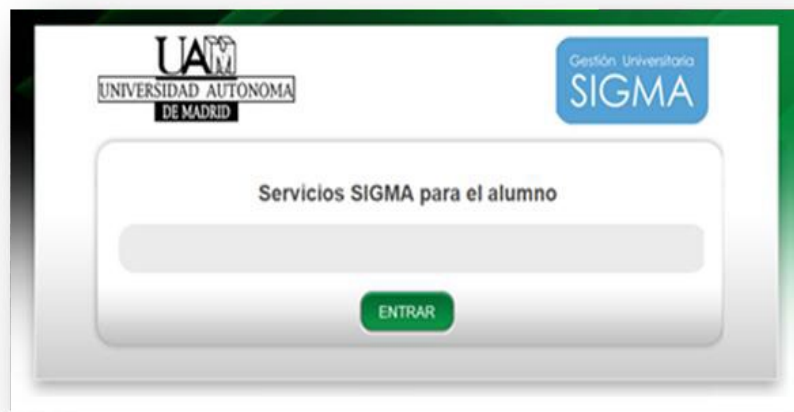 UAM
UNIVERSIDAD AUTONOMA
DE MADRID
Gestión Universitaria
SIGMA
Servicios SIGMA para el alumno
ENTRAR